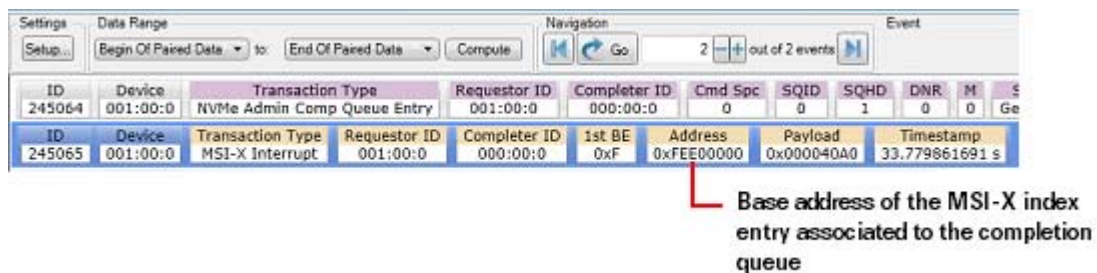 Settings Data Range Navigation Event
Setup... Begin Of Paired Data to: End Of Paired Data Compute Go 2 - + out of 2 events
ID Device Transaction Type Requestor ID Completer ID Cmd Spc SQID SQHD DNR M S
245064 001:00:0 NVMe Admin Comp Queue Entry 001:00:0 000:00:0 0 0 1 0 0 Ge
ID Device Transaction Type Requestor ID Completer ID 1st BE Address Payload Timestamp
245065 001:00:0 MSI-X Interrupt 001:00:0 000:00:0 0xF 0xFEE00000 0x000040A0 33.779861691 s
Base address of the MSI-X index
entry associated to the completion
queue